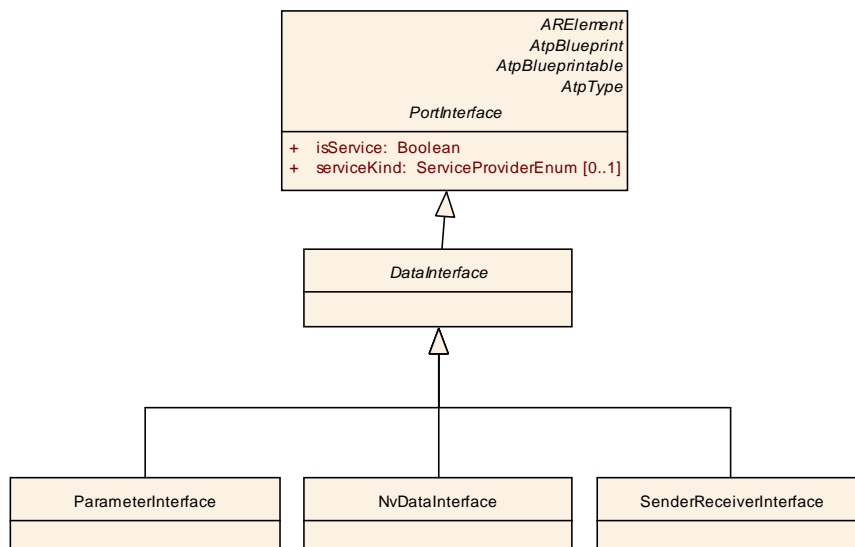 ARElement
AtpBlueprint
AtpBlueprintable
AtpType
PortInterface
+ isService: Boolean
+ serviceKind: ServiceProviderEnum [0..1]
DataInterface
ParameterInterface
NvDataInterface
SenderReceiverInterface